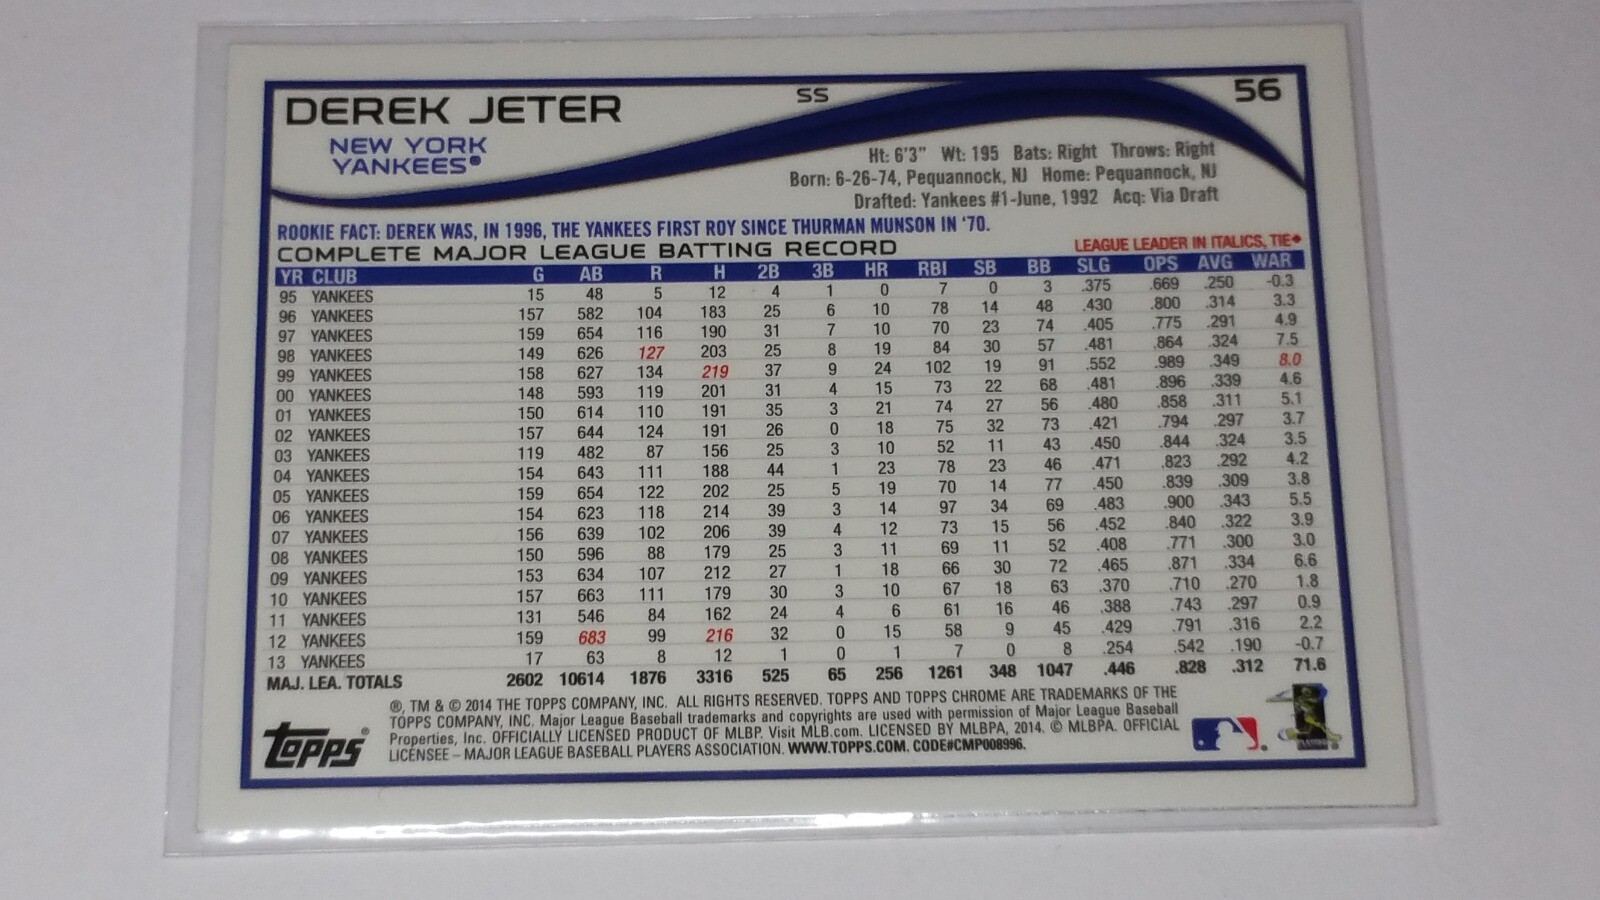 DEREK JETER SS 56
NEW YORK
YANKEES®
Ht: 6'3" Wt: 195 Bats: Right Throws: Right
Born: 6-26-74, Pequannock, NJ Home: Pequannock, NJ
Drafted: Yankees #1-June, 1992 Acq: Via Draft
ROOKIE FACT: DEREK WAS, IN 1996, THE YANKEES FIRST ROY SINCE THURMAN MUNSON IN '70.
COMPLETE MAJOR LEAGUE BATTING RECORD LEAGUE LEADER IN ITALICS, TIE◆
YR CLUB G AB R H 2B 3B HR RBI SB BB SLG OPS AVG WAR
95 YANKEES 15 48 5 12 4 1 0 7 0 3 .375 .669 .250 -0.3
96 YANKEES 157 582 104 183 25 6 10 78 14 48 .430 .800 .314 3.3
97 YANKEES 159 654 116 190 31 7 10 70 23 74 .405 .775 .291 4.9
98 YANKEES 149 626 127 203 25 8 19 84 30 57 .481 .864 .324 7.5
99 YANKEES 158 627 134 219 37 9 24 102 19 91 .552 .989 .349 8.0
00 YANKEES 148 593 119 201 31 4 15 73 22 68 .481 .896 .339 4.6
01 YANKEES 150 614 110 191 35 3 21 74 27 56 .480 .858 .311 5.1
02 YANKEES 157 644 124 191 26 0 18 75 32 73 .421 .794 .297 3.7
03 YANKEES 119 482 87 156 25 3 10 52 11 43 .450 .844 .324 3.5
04 YANKEES 154 643 111 188 44 1 23 78 23 46 .471 .823 .292 4.2
05 YANKEES 159 654 122 202 25 5 19 70 14 77 .450 .839 .309 3.8
06 YANKEES 154 623 118 214 39 3 14 97 34 69 .483 .900 .343 5.5
07 YANKEES 156 639 102 206 39 4 12 73 15 56 .452 .840 .322 3.9
08 YANKEES 150 596 88 179 25 3 11 69 11 52 .408 .771 .300 3.0
09 YANKEES 153 634 107 212 27 1 18 66 30 72 .465 .871 .334 6.6
10 YANKEES 157 663 111 179 30 3 10 67 18 63 .370 .710 .270 1.8
11 YANKEES 131 546 84 162 24 4 6 61 16 46 .388 .743 .297 0.9
12 YANKEES 159 683 99 216 32 0 15 58 9 45 .429 .791 .316 2.2
13 YANKEES 17 63 8 12 1 0 1 7 0 8 .254 .542 .190 -0.7
MAJ. LEA. TOTALS 2602 10614 1876 3316 525 65 256 1261 348 1047 .446 .828 .312 71.6
®, TM & © 2014 THE TOPPS COMPANY, INC. ALL RIGHTS RESERVED. TOPPS AND TOPPS CHROME ARE TRADEMARKS OF THE
TOPPS COMPANY, INC. Major League Baseball trademarks and copyrights are used with permission of Major League Baseball
Properties, Inc. OFFICIALLY LICENSED PRODUCT OF MLBP. Visit MLB.com. LICENSED BY MLBPA, 2014. © MLBPA. OFFICIAL
LICENSEE – MAJOR LEAGUE BASEBALL PLAYERS ASSOCIATION. WWW.TOPPS.COM. CODE#CMP008996.
Topps®